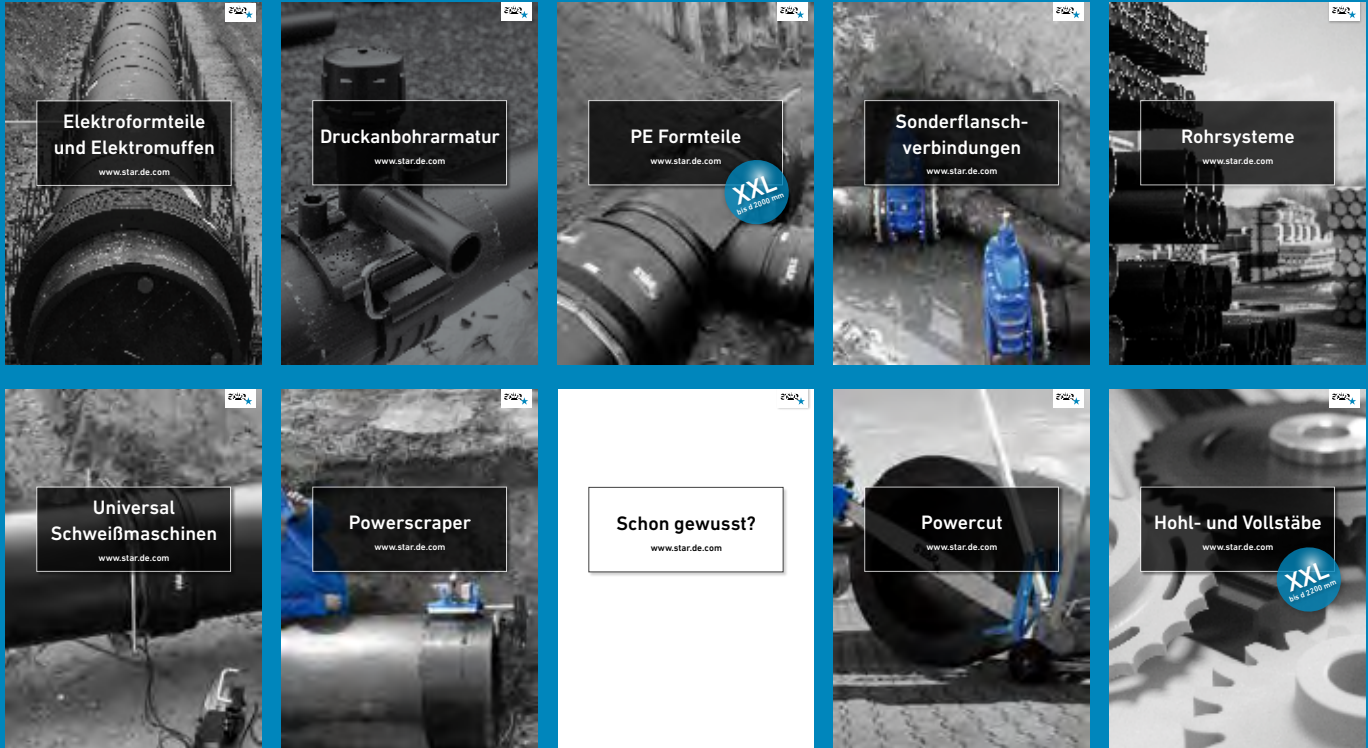 Elektroformteile
und Elektromuffen
www.star.de.com
Druckanbohrarmatur
www.star.de.com
PE Formteile
www.star.de.com
XXL
bis d 2000 mm
Sonderflansch-
verbindungen
www.star.de.com
Rohrsysteme
www.star.de.com
Universal
Schweißmaschinen
www.star.de.com
Powerscraper
www.star.de.com
Schon gewusst?
www.star.de.com
Powercut
www.star.de.com
Hohl- und Vollstäbe
www.star.de.com
XXL
bis d 2200 mm